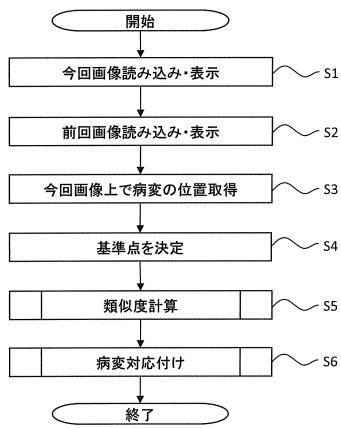 開始
今回画像読み込み・表示 S1
前回画像読み込み・表示 S2
今回画像上で病変の位置取得 S3
基準点を決定 S4
類似度計算 S5
病変対応付け S6
終了